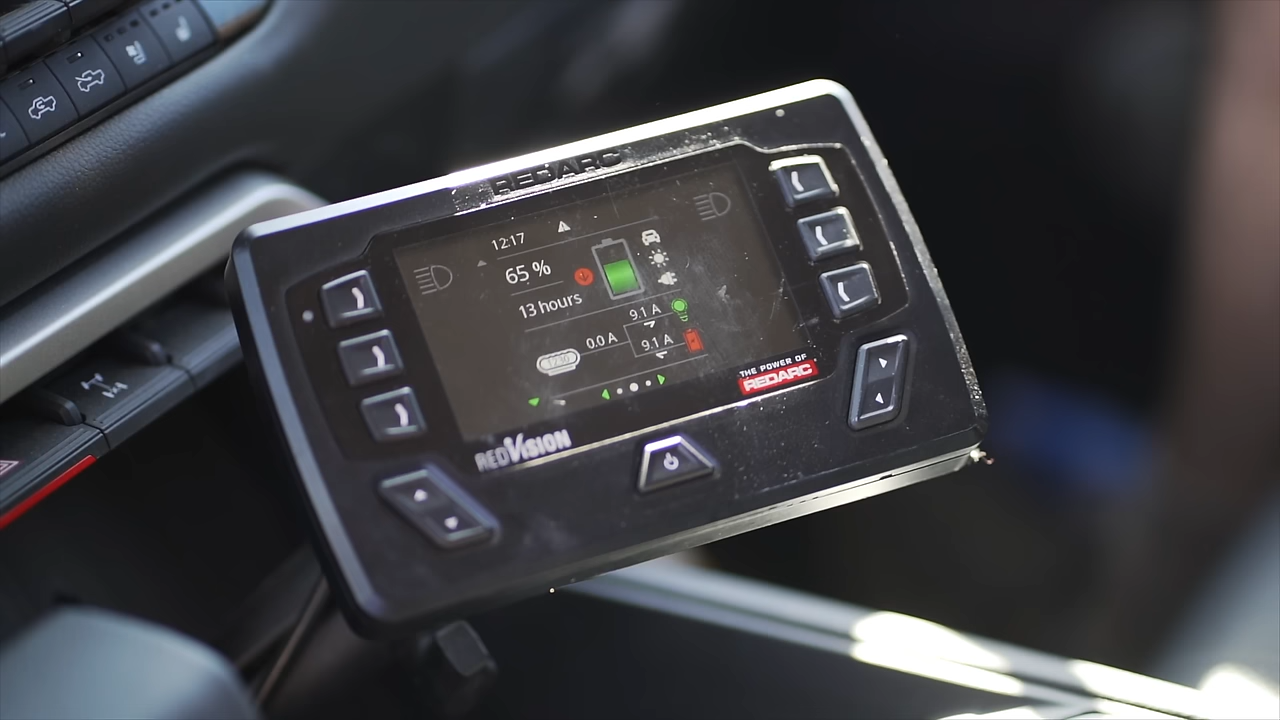 REDARC
12:17
65 %
13 hours
9.1 A
0.0 A
9.1 A
THE POWER OF
REDARC
REDVISION